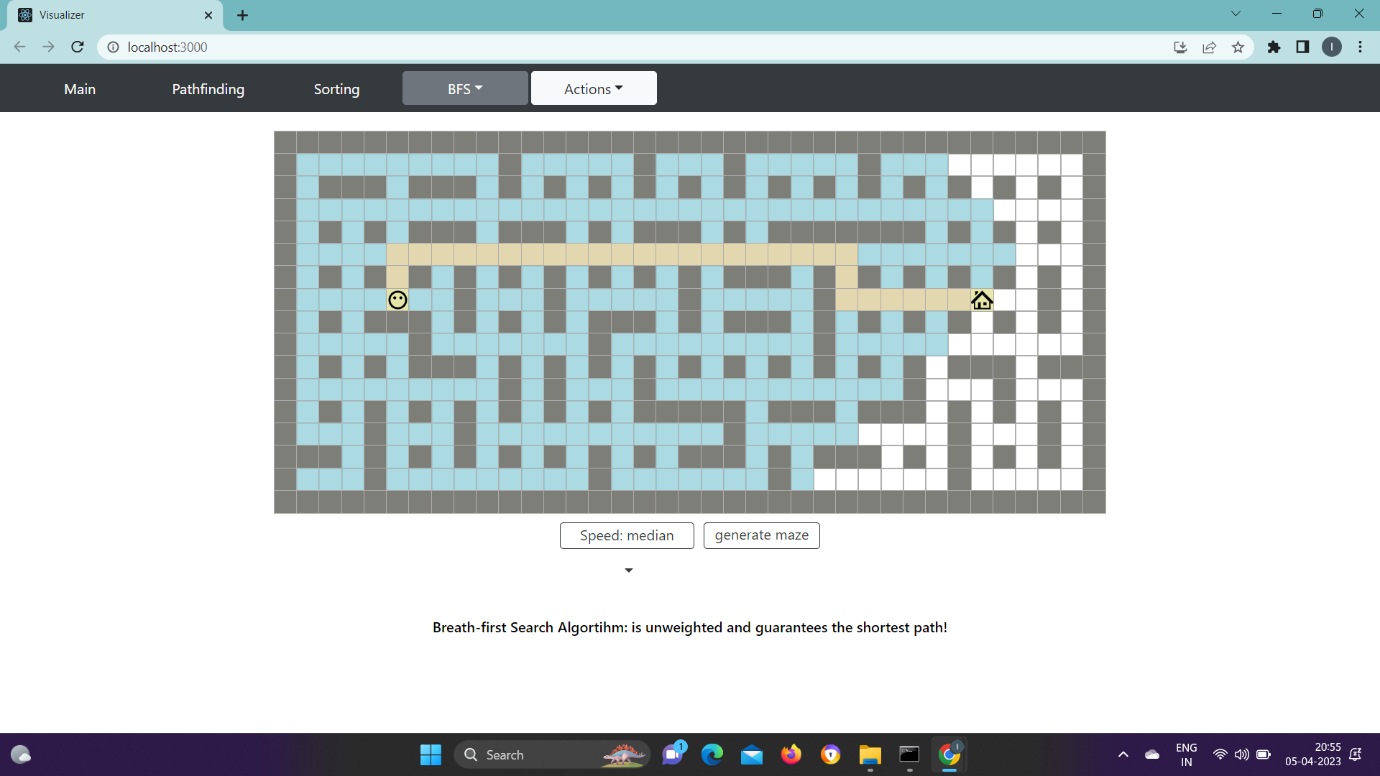 Visualizer
localhost:3000
I
Main
Pathfinding
Sorting
BFS
Actions
Speed: median
generate maze
Breath-first Search Algortihm: is unweighted and guarantees the shortest path!
Search
1
I
ENG
IN
20:55
05-04-2023